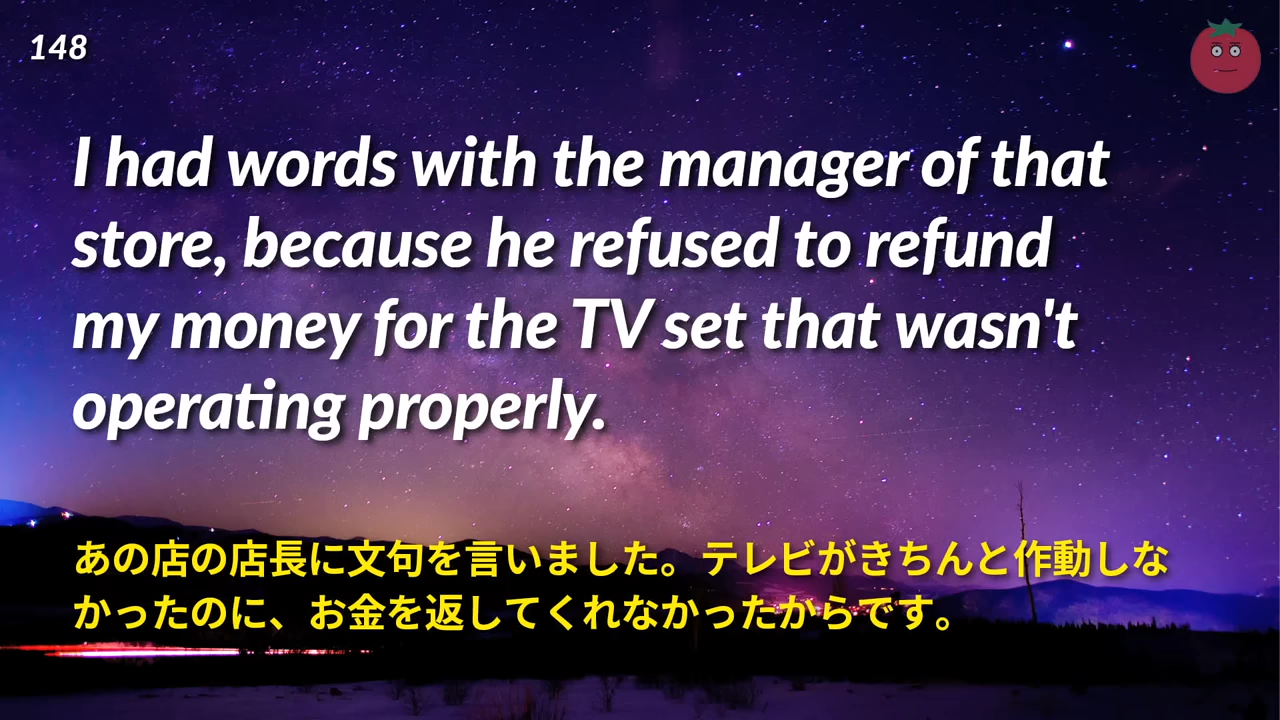 148
I had words with the manager of that
store, because he refused to refund
my money for the TV set that wasn't
operating properly.
あの店の店長に文句を言いました。テレビがきちんと作動しな
かったのに、お金を返してくれなかったからです。